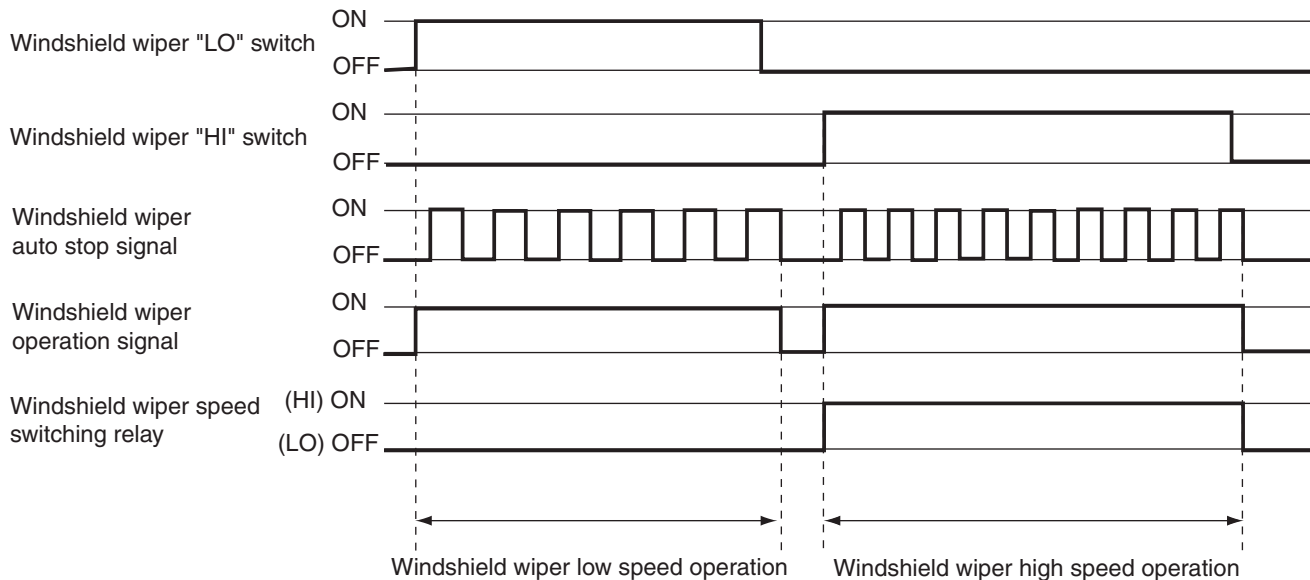 ON
Windshield wiper "LO" switch
OFF
ON
Windshield wiper "HI" switch
OFF
Windshield wiper
auto stop signal
ON
OFF
Windshield wiper
operation signal
ON
OFF
Windshield wiper speed
switching relay
(HI) ON
(LO) OFF
Windshield wiper low speed operation
Windshield wiper high speed operation